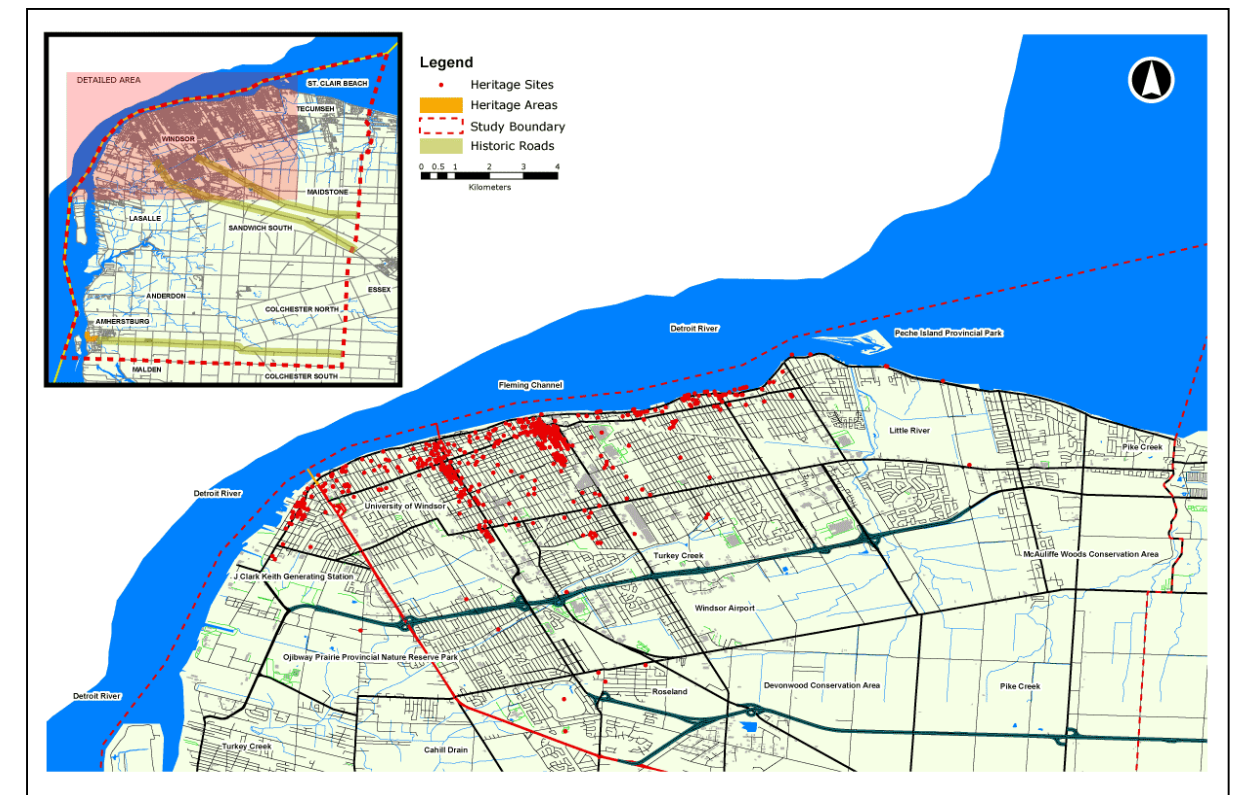 DETAILED AREA
ST. CLAIR BEACH
TECUMSEH
WINDSOR
MAIDSTONE
LASALLE
SANDWICH SOUTH
ESSEX
ANDERDON
COLCHESTER NORTH
AMHERSTBURG
MALDEN
COLCHESTER SOUTH
Legend
Heritage Sites
Heritage Areas
Study Boundary
Historic Roads
0 0.5 1 2 3 4
Kilometers
Detroit River
Peche Island Provincial Park
Fleming Channel
Little River
Pike Creek
Detroit River
University of Windsor
Turkey Creek
McAuliffe Woods Conservation Area
J Clark Keith Generating Station
Windsor Airport
Ojibway Prairie Provincial Nature Reserve Park
Devonwood Conservation Area
Pike Creek
Roseland
Detroit River
Turkey Creek
Cahill Drain